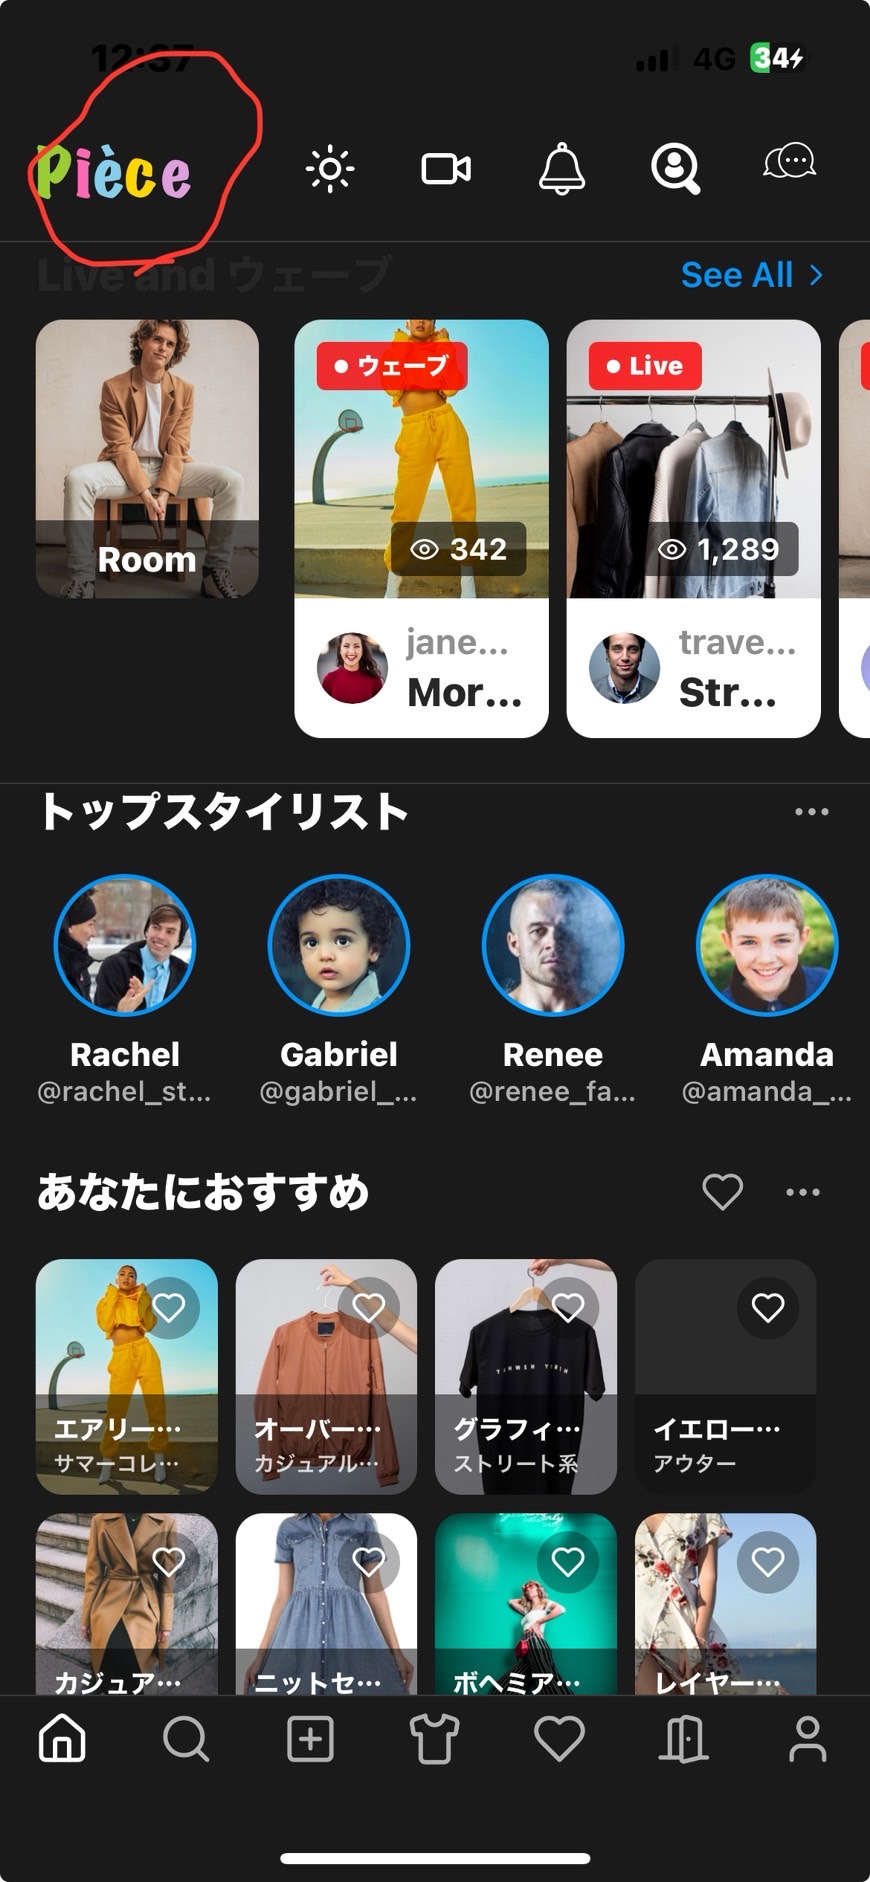 12:37
4G 34
Pièce
Live and ウェーブ
See All
ウェーブ
Live
Room
342
1,289
jane...
Mor...
trave...
Str...
トップスタイリスト
Rachel
Gabriel
Renee
Amanda
@rachel_st...
@gabriel_...
@renee_fa...
@amanda_...
あなたにおすすめ
エアリー…
サマーコレ…
オーバー…
カジュアル…
グラフィ…
ストリート系
イエロー…
アウター
カジュア…
ニットセ…
ボヘミア…
レイヤー…